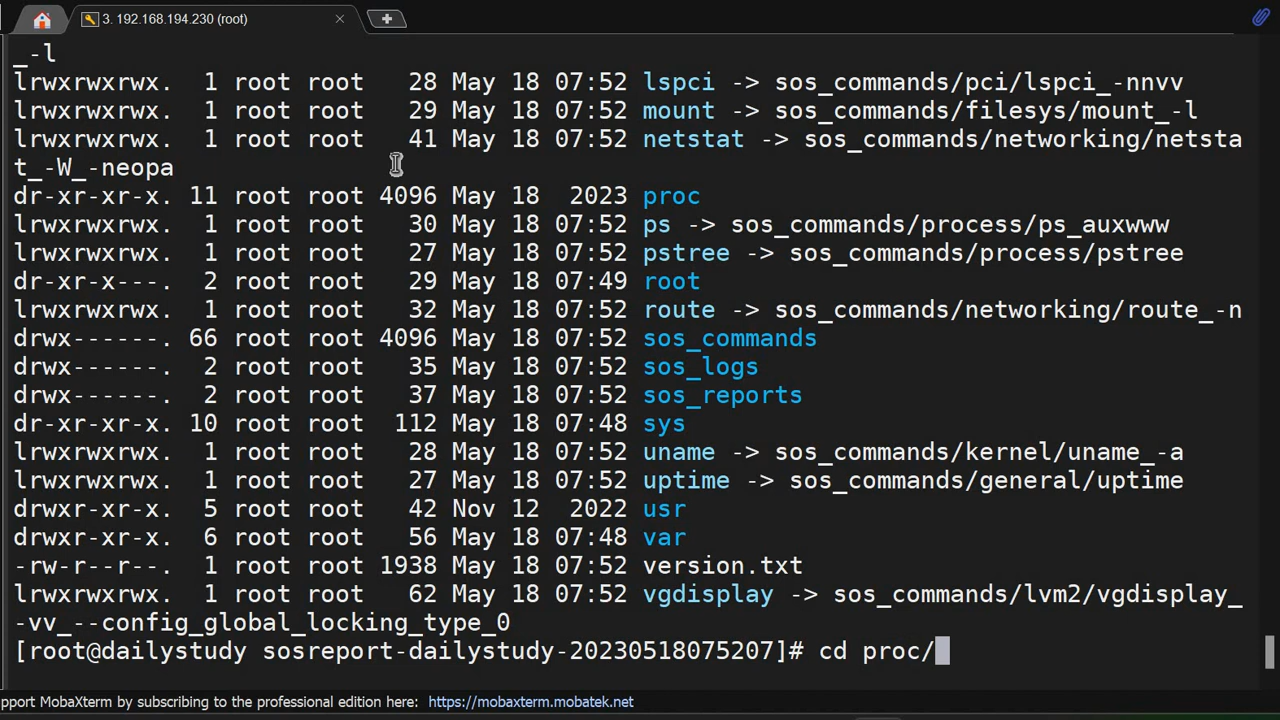 3. 192.168.194.230 (root)
_-l
lrwxrwxrwx.  1 root root   28 May 18 07:52 lspci -> sos_commands/pci/lspci_-nnvv
lrwxrwxrwx.  1 root root   29 May 18 07:52 mount -> sos_commands/filesys/mount_-l
lrwxrwxrwx.  1 root root   41 May 18 07:52 netstat -> sos_commands/networking/netsta
t_-W_-neopa
dr-xr-xr-x. 11 root root 4096 May 18  2023 proc
lrwxrwxrwx.  1 root root   30 May 18 07:52 ps -> sos_commands/process/ps_auxwww
lrwxrwxrwx.  1 root root   27 May 18 07:52 pstree -> sos_commands/process/pstree
dr-xr-x---.  2 root root   29 May 18 07:49 root
lrwxrwxrwx.  1 root root   32 May 18 07:52 route -> sos_commands/networking/route_-n
drwx------. 66 root root 4096 May 18 07:52 sos_commands
drwx------.  2 root root   35 May 18 07:52 sos_logs
drwx------.  2 root root   37 May 18 07:52 sos_reports
dr-xr-xr-x. 10 root root  112 May 18 07:48 sys
lrwxrwxrwx.  1 root root   28 May 18 07:52 uname -> sos_commands/kernel/uname_-a
lrwxrwxrwx.  1 root root   27 May 18 07:52 uptime -> sos_commands/general/uptime
drwxr-xr-x.  5 root root   42 Nov 12  2022 usr
drwxr-xr-x.  6 root root   56 May 18 07:48 var
-rw-r--r--.  1 root root 1938 May 18 07:52 version.txt
lrwxrwxrwx.  1 root root   62 May 18 07:52 vgdisplay -> sos_commands/lvm2/vgdisplay_
-vv_--config_global_locking_type_0
[root@dailystudy sosreport-dailystudy-20230518075207]# cd proc/
pport MobaXterm by subscribing to the professional edition here: https://mobaxterm.mobatek.net